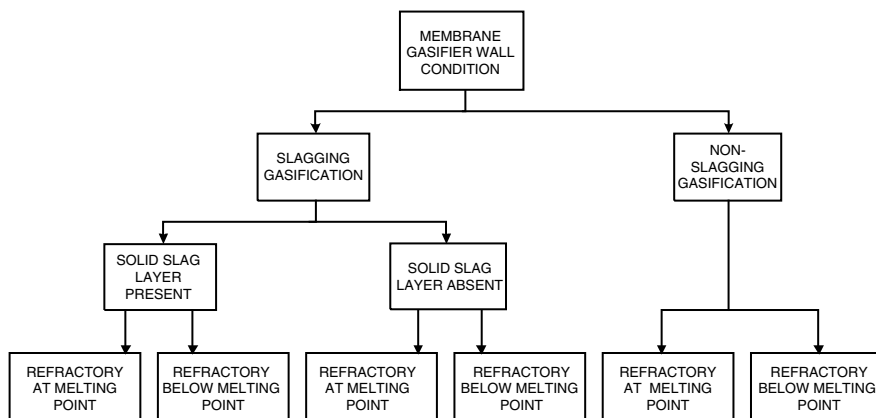 MEMBRANE
GASIFIER WALL
CONDITION
SLAGGING
GASIFICATION
NON-
SLAGGING
GASIFICATION
SOLID SLAG
LAYER
PRESENT
SOLID SLAG
LAYER ABSENT
REFRACTORY
AT MELTING
POINT
REFRACTORY
BELOW MELTING
POINT
REFRACTORY
AT MELTING
POINT
REFRACTORY
BELOW MELTING
POINT
REFRACTORY
AT MELTING
POINT
REFRACTORY
BELOW MELTING
POINT